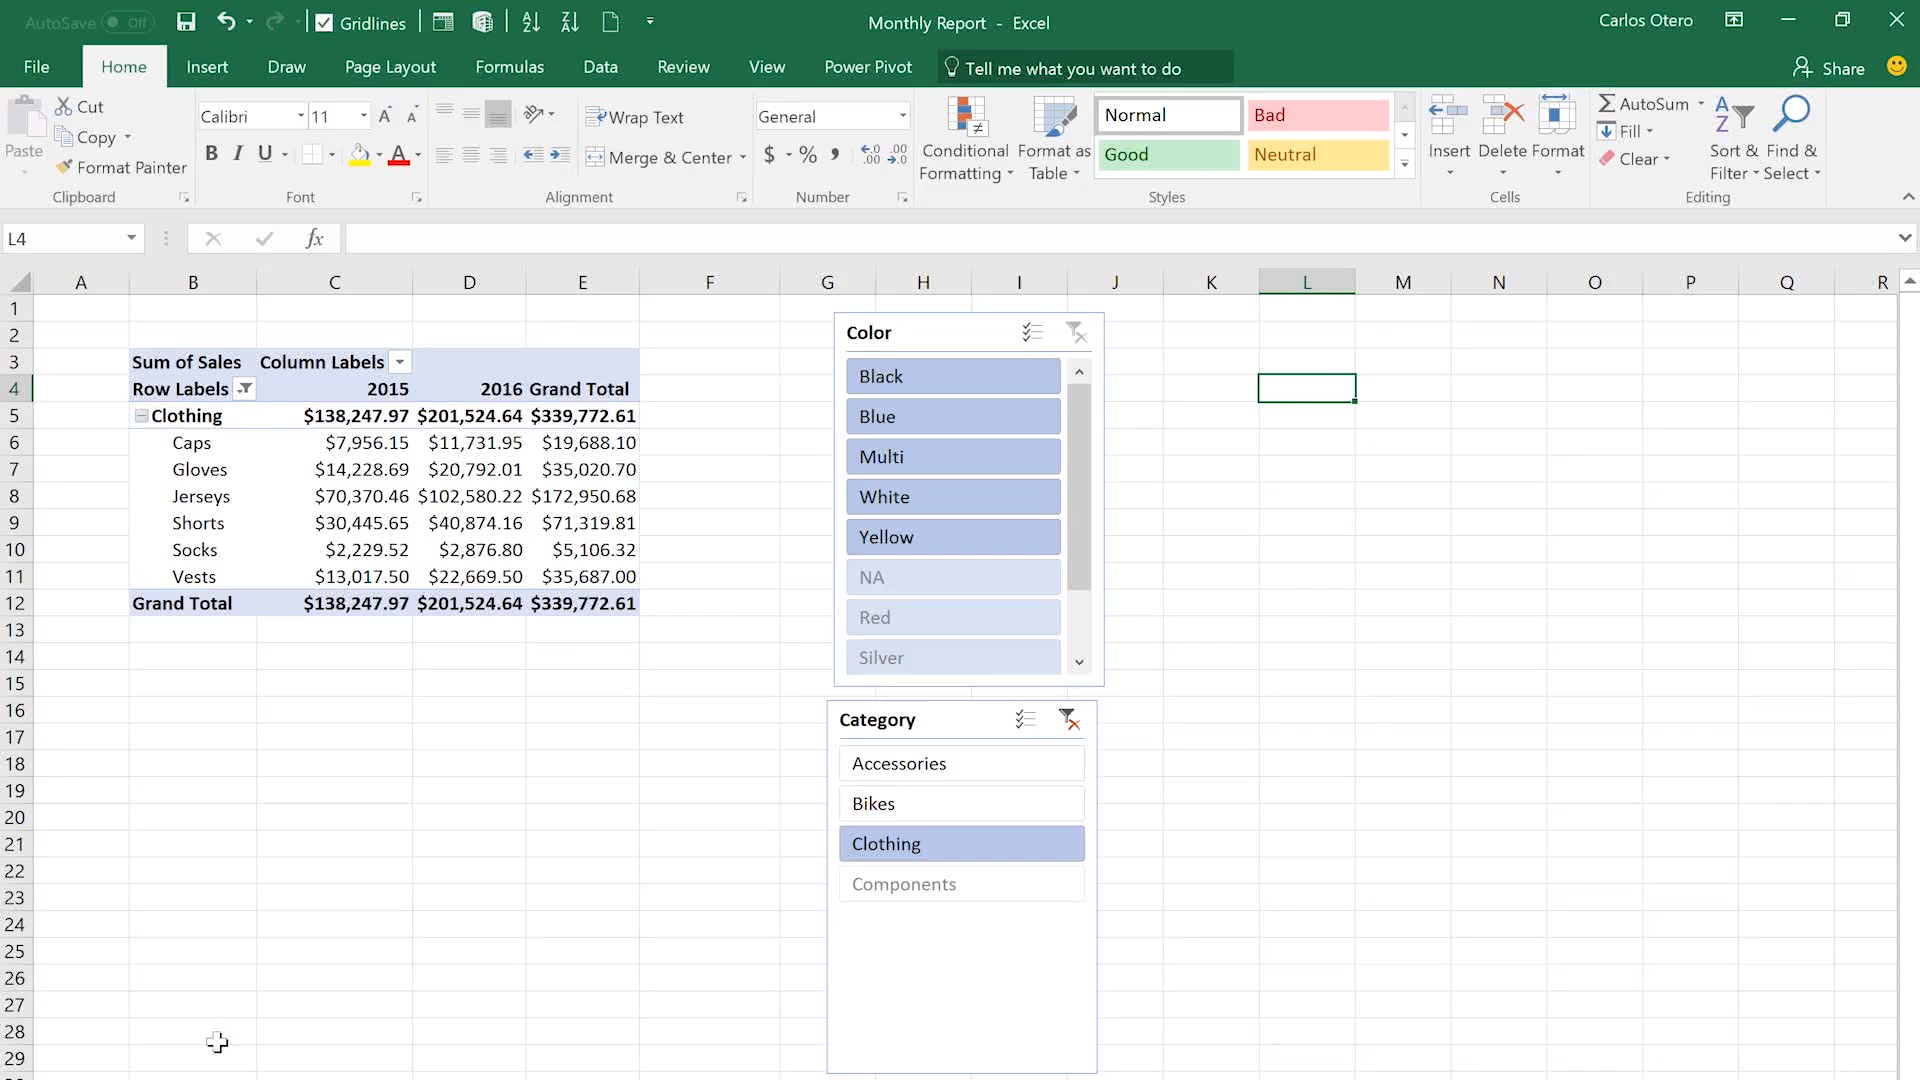 AutoSave Off Gridlines Monthly Report - Excel Carlos Otero
File Home Insert Draw Page Layout Formulas Data Review View Power Pivot Tell me what you want to do Share
Paste
Cut
Copy
Format Painter
Clipboard
Calibri 11
B I U
Font
Wrap Text
Merge & Center
Alignment
General
$ % ,
Number
Conditional Formatting
Format as Table
Normal Bad
Good Neutral
Styles
Insert Delete Format
Cells
AutoSum
Fill
Clear
Sort & Filter
Find & Select
Editing
L4 fx
A B C D E F G H I J K L M N O P Q R
1
2
3 Sum of Sales Column Labels
4 Row Labels 2015 2016 Grand Total
5 Clothing $138,247.97 $201,524.64 $339,772.61
6 Caps $7,956.15 $11,731.95 $19,688.10
7 Gloves $14,228.69 $20,792.01 $35,020.70
8 Jerseys $70,370.46 $102,580.22 $172,950.68
9 Shorts $30,445.65 $40,874.16 $71,319.81
10 Socks $2,229.52 $2,876.80 $5,106.32
11 Vests $13,017.50 $22,669.50 $35,687.00
12 Grand Total $138,247.97 $201,524.64 $339,772.61
13
14
15
16
17
18
19
20
21
22
23
24
25
26
27
28
29
Color
Black
Blue
Multi
White
Yellow
NA
Red
Silver
Category
Accessories
Bikes
Clothing
Components